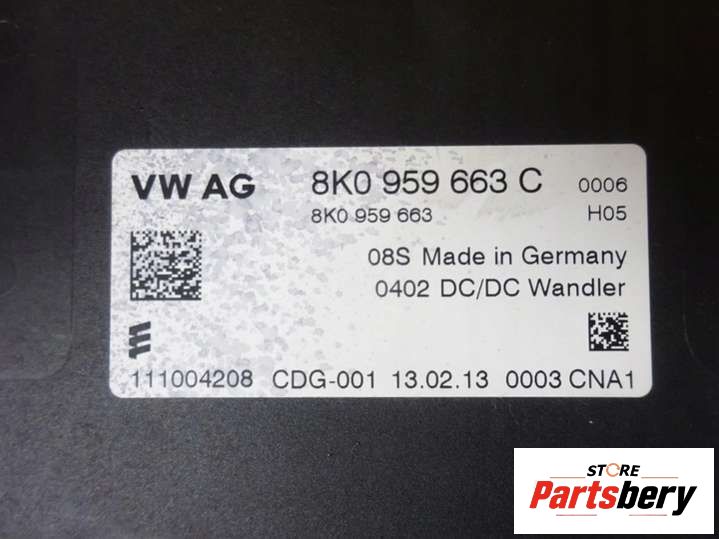 VW AG 8K0 959 663 C 0006
8K0 959 663 H05
08S Made in Germany
0402 DC/DC Wandler
111004208 CDG-001 13.02.13 0003 CNA1
STORE
Partsbery